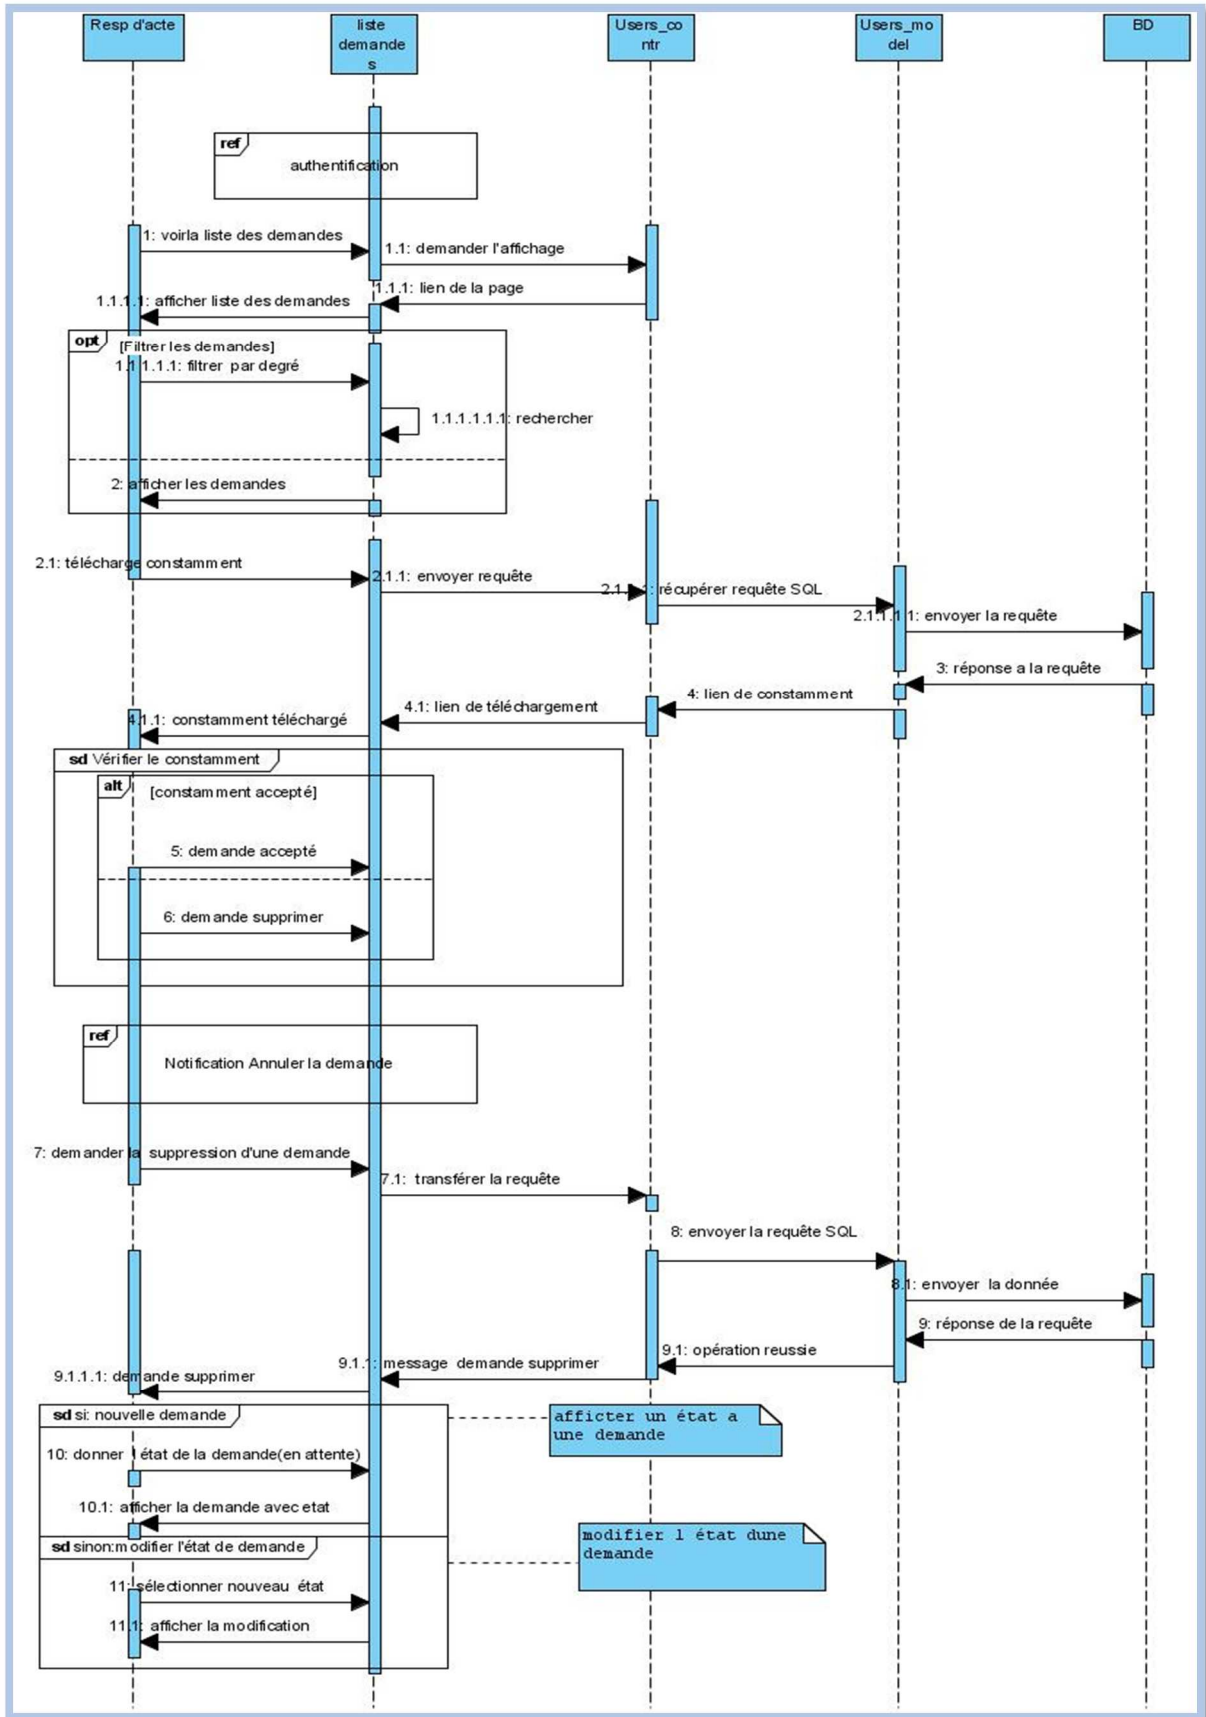 Resp d'acte
liste
demande
s
Users_co
ntr
Users_mo
del
BD
ref
authentification
1: voirla liste des demandes
1.1: demander l'affichage
1.1.1: lien de la page
1.1.1.1: afficher liste des demandes
opt
[Filtrer les demandes]
1.1.1.1.1: filtrer par degré
1.1.1.1.1.1: rechercher
2: afficher les demandes
2.1: télécharge constamment
2.1.1: envoyer requête
2.1.1.1: récupérer requête SQL
2.1.1.1.1: envoyer la requête
3: réponse a la requête
4: lien de constamment
4.1: lien de téléchargement
4.1.1: constamment téléchargé
sd Vérifier le constamment
alt
[constamment accepté]
5: demande accepté
6: demande supprimer
ref
Notification Annuler la demande
7: demander la suppression d'une demande
7.1: transférer la requête
8: envoyer la requête SQL
8.1: envoyer la donnée
9: réponse de la requête
9.1: opération reussie
9.1.1: message demande supprimer
9.1.1.1: demande supprimer
sd si: nouvelle demande
afficter un état a
une demande
10: donner l état de la demande(en attente)
10.1: afficher la demande avec etat
sd sinon:modifier l'état de demande
modifier l état dune
demande
11: sélectionner nouveau état
11.1: afficher la modification